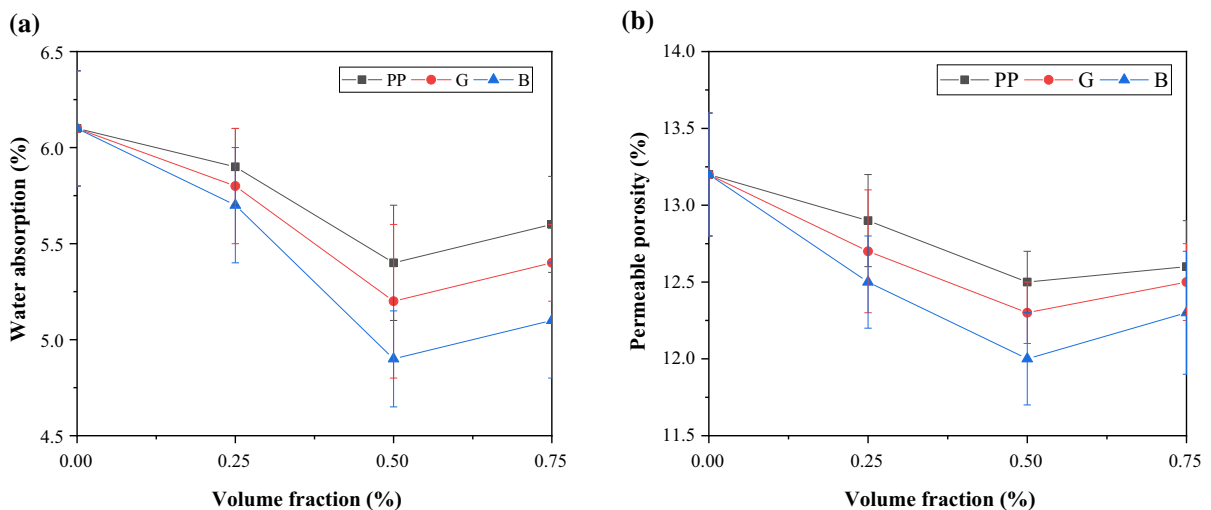 (a)
6.5
6.0
5.5
5.0
4.5
Water absorption (%)
PP G B
0.00 0.25 0.50 0.75
Volume fraction (%)
(b)
14.0
13.5
13.0
12.5
12.0
11.5
Permeable porosity (%)
PP G B
0.00 0.25 0.50 0.75
Volume fraction (%)